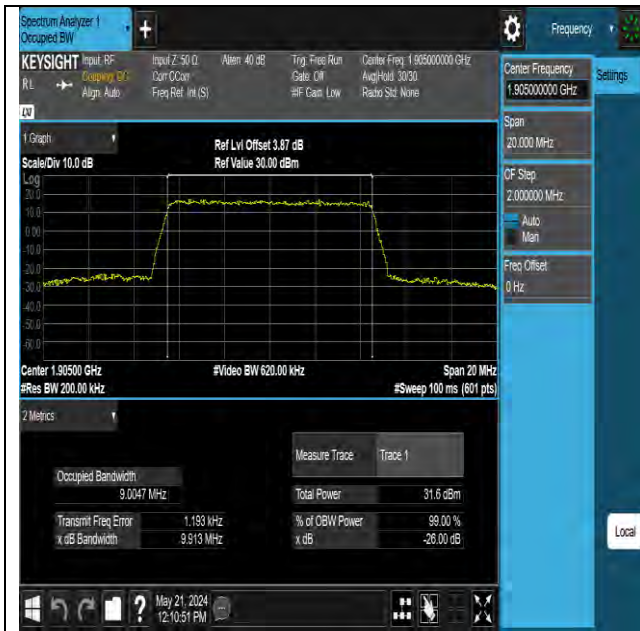 Spectrum Analyzer 1
Occupied BW
+
Frequency
KEYSIGHT
RL
Input: RF
Coupling: DC
Align: Auto
Input Z: 50 Ω
Corr CCorr
Freq Ref: Int (S)
Atten: 40 dB
Trig: Free Run
Gate: Off
#IF Gain: Low
Center Freq: 1.905000000 GHz
Avg|Hold: 30/30
Radio Std: None
Center Frequency
1.905000000 GHz
Settings
Span
20.000 MHz
CF Step
2.000000 MHz
Auto
Man
Freq Offset
0 Hz
1 Graph
Scale/Div 10.0 dB
Ref Lvl Offset 3.87 dB
Ref Value 30.00 dBm
Log
20.0
10.0
0.00
-10.0
-20.0
-30.0
-40.0
-50.0
-60.0
Center 1.90500 GHz
#Res BW 200.00 kHz
#Video BW 620.00 kHz
Span 20 MHz
#Sweep 100 ms (601 pts)
2 Metrics
Measure Trace Trace 1
Occupied Bandwidth
9.0047 MHz
Total Power 31.6 dBm
Transmit Freq Error 1.193 kHz
% of OBW Power 99.00 %
x dB Bandwidth 9.913 MHz
x dB -26.00 dB
Local
?
May 21, 2024
12:10:51 PM